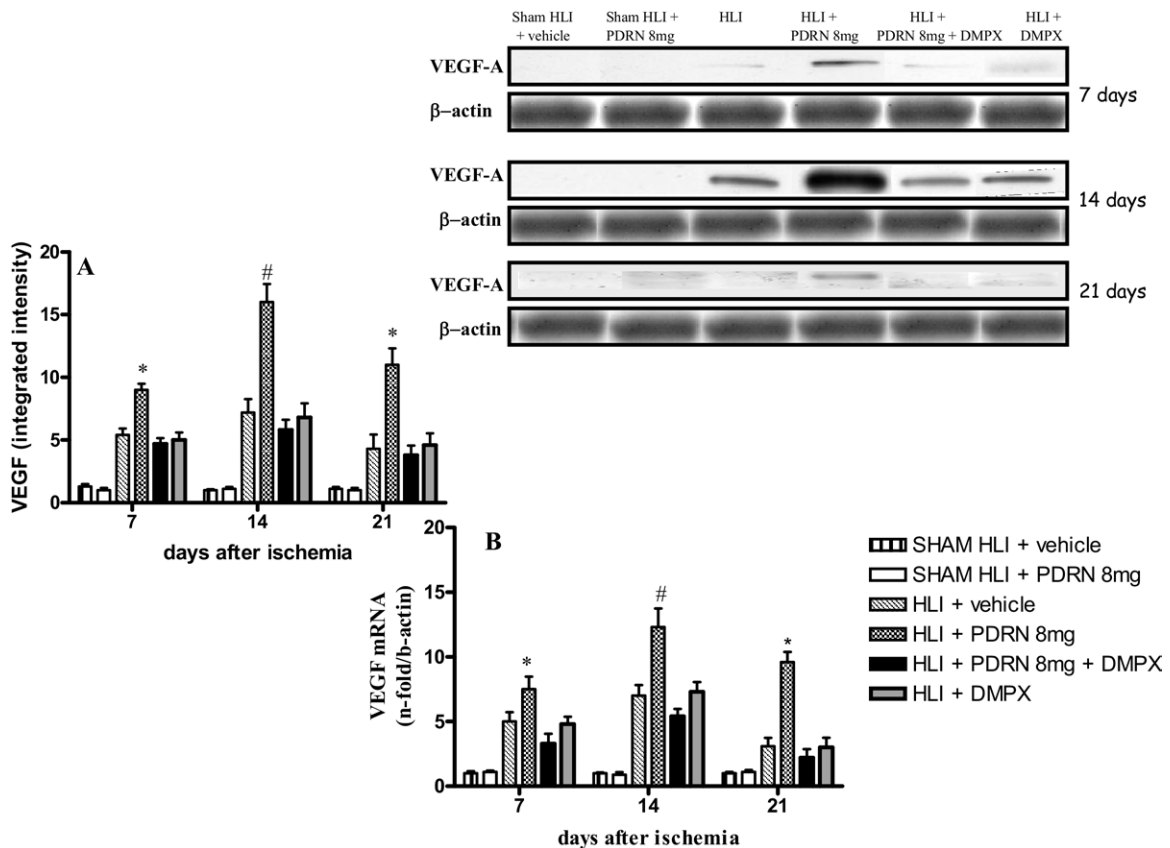 Sham HLI
+ vehicle
Sham HLI +
PDRN 8mg
HLI
HLI +
PDRN 8mg
HLI +
PDRN 8mg + DMPX
HLI +
DMPX
VEGF-A
β-actin
7 days
VEGF-A
β-actin
14 days
VEGF-A
β-actin
21 days
A
VEGF (integrated intensity)
20
15
10
5
0
*
#
*
7
14
21
days after ischemia
B
VEGF mRNA
(n-fold/b-actin)
20
15
10
5
0
*
#
*
7
14
21
days after ischemia
SHAM HLI + vehicle
SHAM HLI + PDRN 8mg
HLI + vehicle
HLI + PDRN 8mg
HLI + PDRN 8mg + DMPX
HLI + DMPX